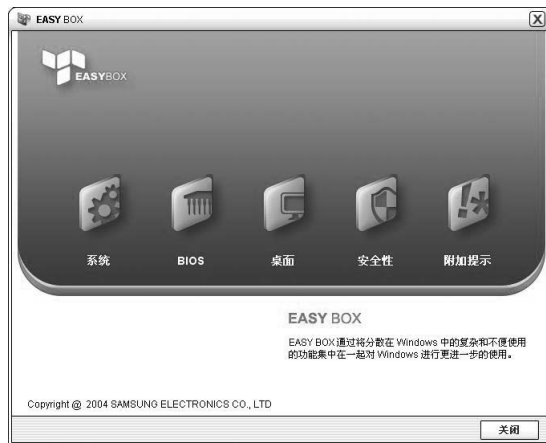 EASY BOX
EASYBOX
系统
BIOS
桌面
安全性
附加提示
EASY BOX
EASY BOX 通过将分散在 Windows 中的复杂和不便使用
的功能集中在一起对 Windows 进行更进一步的使用。
Copyright @ 2004 SAMSUNG ELECTRONICS CO., LTD
关闭